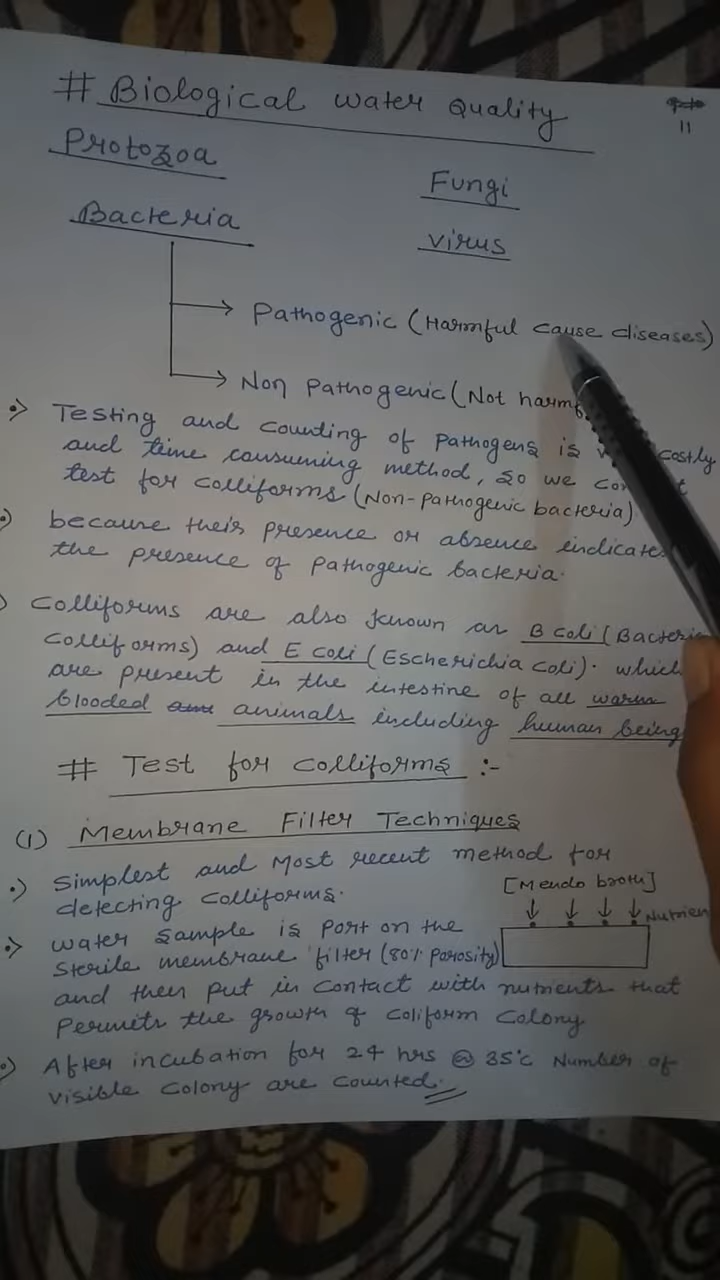 # Biological Water Quality
11
Protozoa
Fungi
Bacteria
Virus
Pathogenic (Harmful cause diseases)
Non Pathogenic (Not harmf
Testing and counting of pathogens is costly
and time consuming method, so we
test for colliforms (Non-pathogenic bacteria)
because their presence or absence indicate
the presence of pathogenic bacteria.
Colliforms are also known as B coli (Bacteria
colliforms) and E coli (Escherichia coli). which
are present in the intestine of all warm
blooded animals including human being
# Test for Colliforms :-
(1) Membrane Filter Techniques
Simplest and Most recent method for
detecting colliforms.
[Mendo broth]
Nutrien
Water sample is port on the
sterile membrane filter (80% Porosity)
and then put in contact with nutrients that
Permits the growth of coliform colony
After incubation for 24 hrs @ 35°c Number of
visible colony are counted.